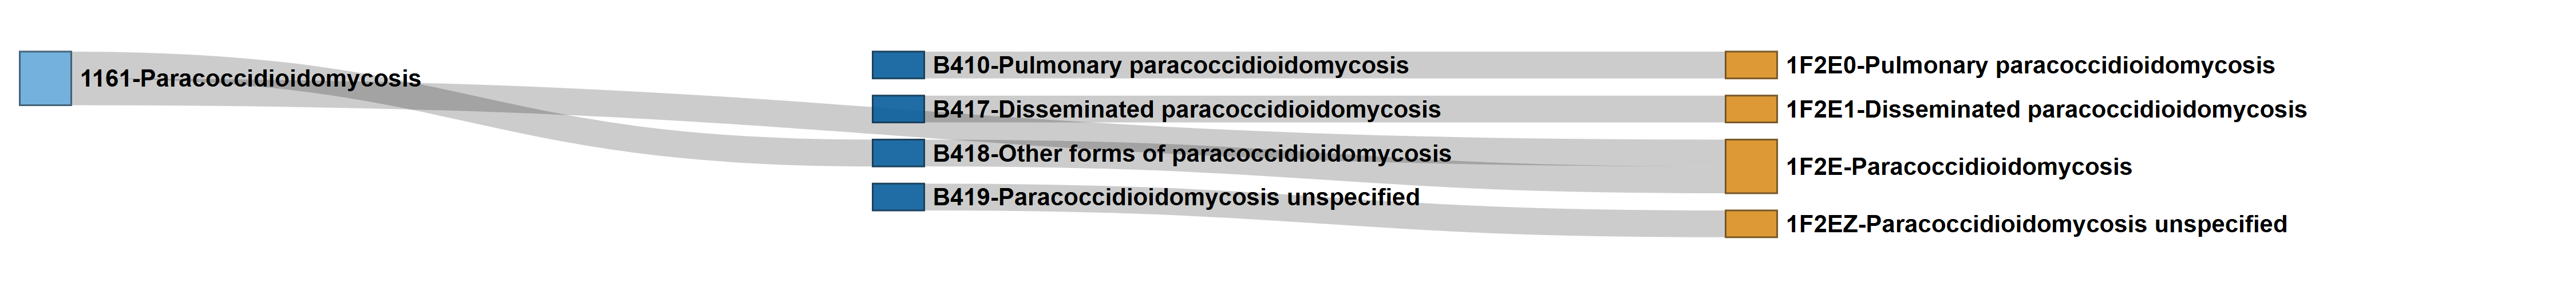 1161-Paracoccidioidomycosis
B410-Pulmonary paracoccidioidomycosis
B417-Disseminated paracoccidioidomycosis
B418-Other forms of paracoccidioidomycosis
B419-Paracoccidioidomycosis unspecified
1F2E0-Pulmonary paracoccidioidomycosis
1F2E1-Disseminated paracoccidioidomycosis
1F2E-Paracoccidioidomycosis
1F2EZ-Paracoccidioidomycosis unspecified